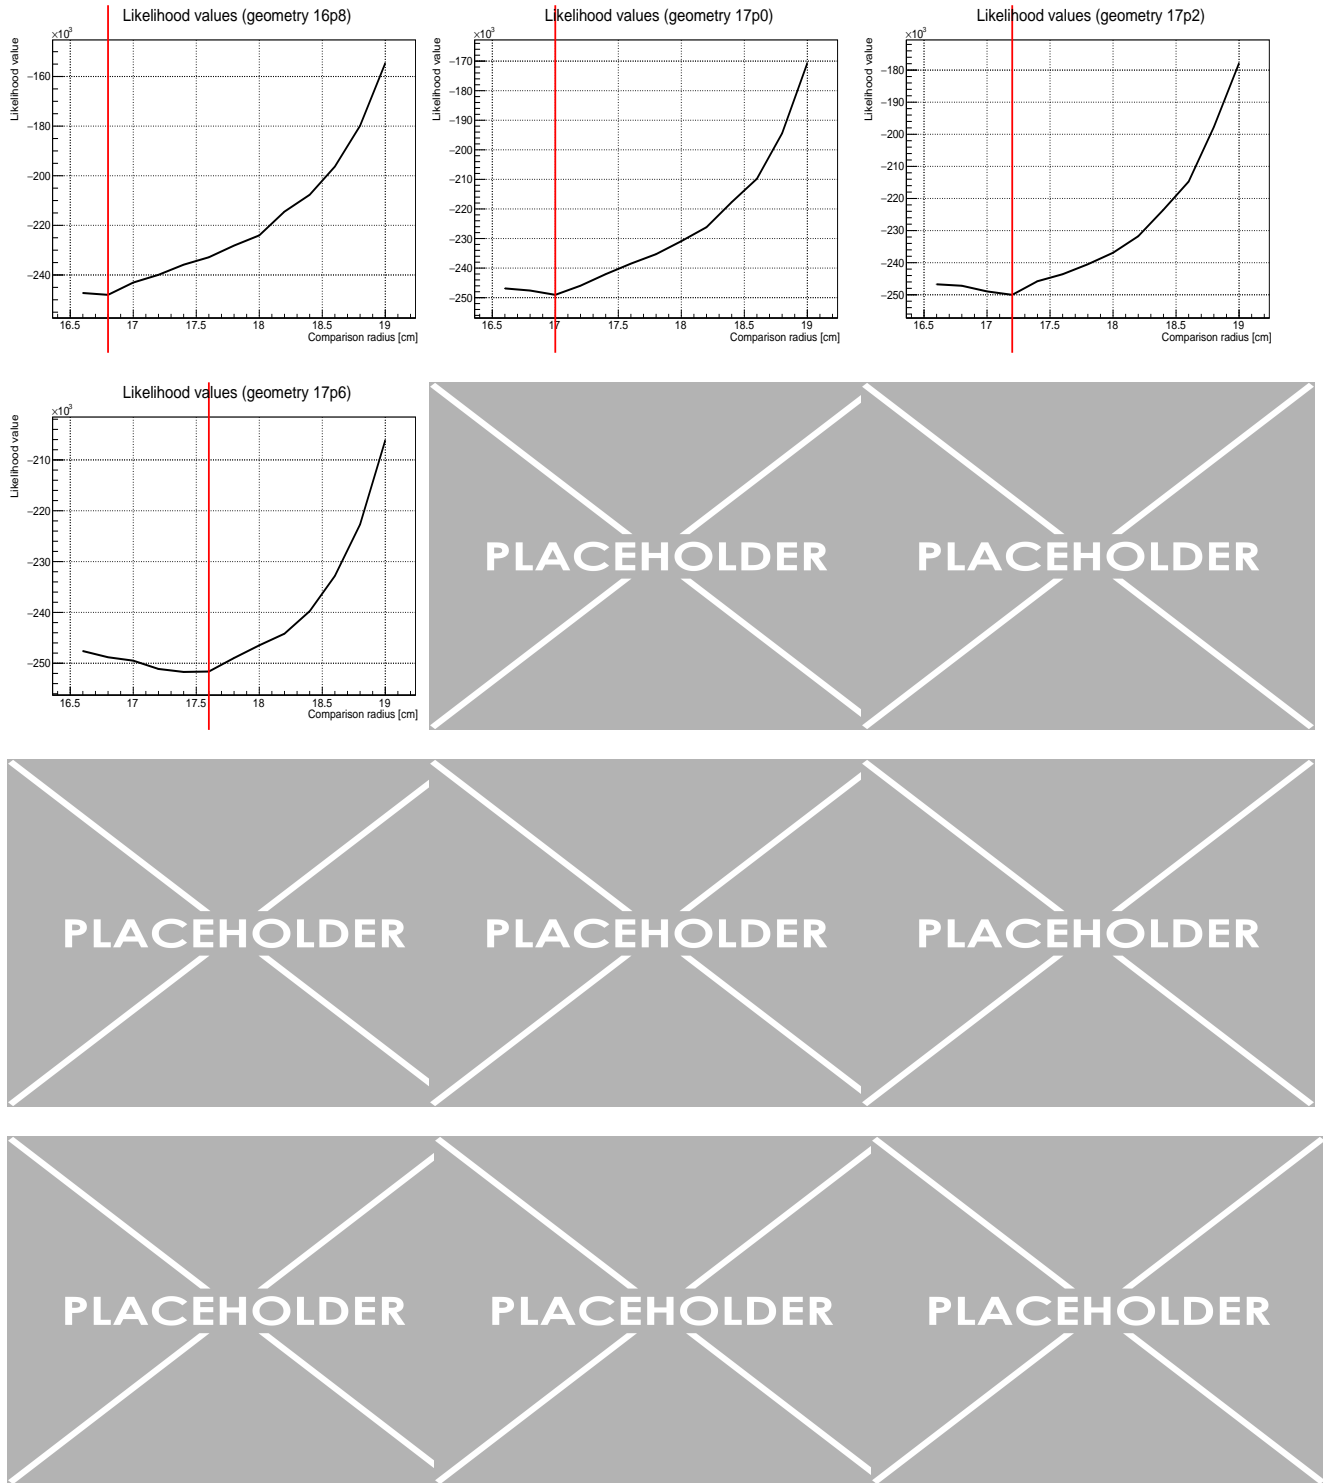 Likelihood values (geometry 16p8)
×10³
Likelihood value
−160
−180
−200
−220
−240
16.5 17 17.5 18 18.5 19
Comparison radius [cm]
Likelihood values (geometry 17p0)
×10³
Likelihood value
−170
−180
−190
−200
−210
−220
−230
−240
−250
16.5 17 17.5 18 18.5 19
Comparison radius [cm]
Likelihood values (geometry 17p2)
×10³
Likelihood value
−180
−190
−200
−210
−220
−230
−240
−250
16.5 17 17.5 18 18.5 19
Comparison radius [cm]
Likelihood values (geometry 17p6)
×10³
Likelihood value
−210
−220
−230
−240
−250
16.5 17 17.5 18 18.5 19
Comparison radius [cm]
PLACEHOLDER
PLACEHOLDER
PLACEHOLDER
PLACEHOLDER
PLACEHOLDER
PLACEHOLDER
PLACEHOLDER
PLACEHOLDER